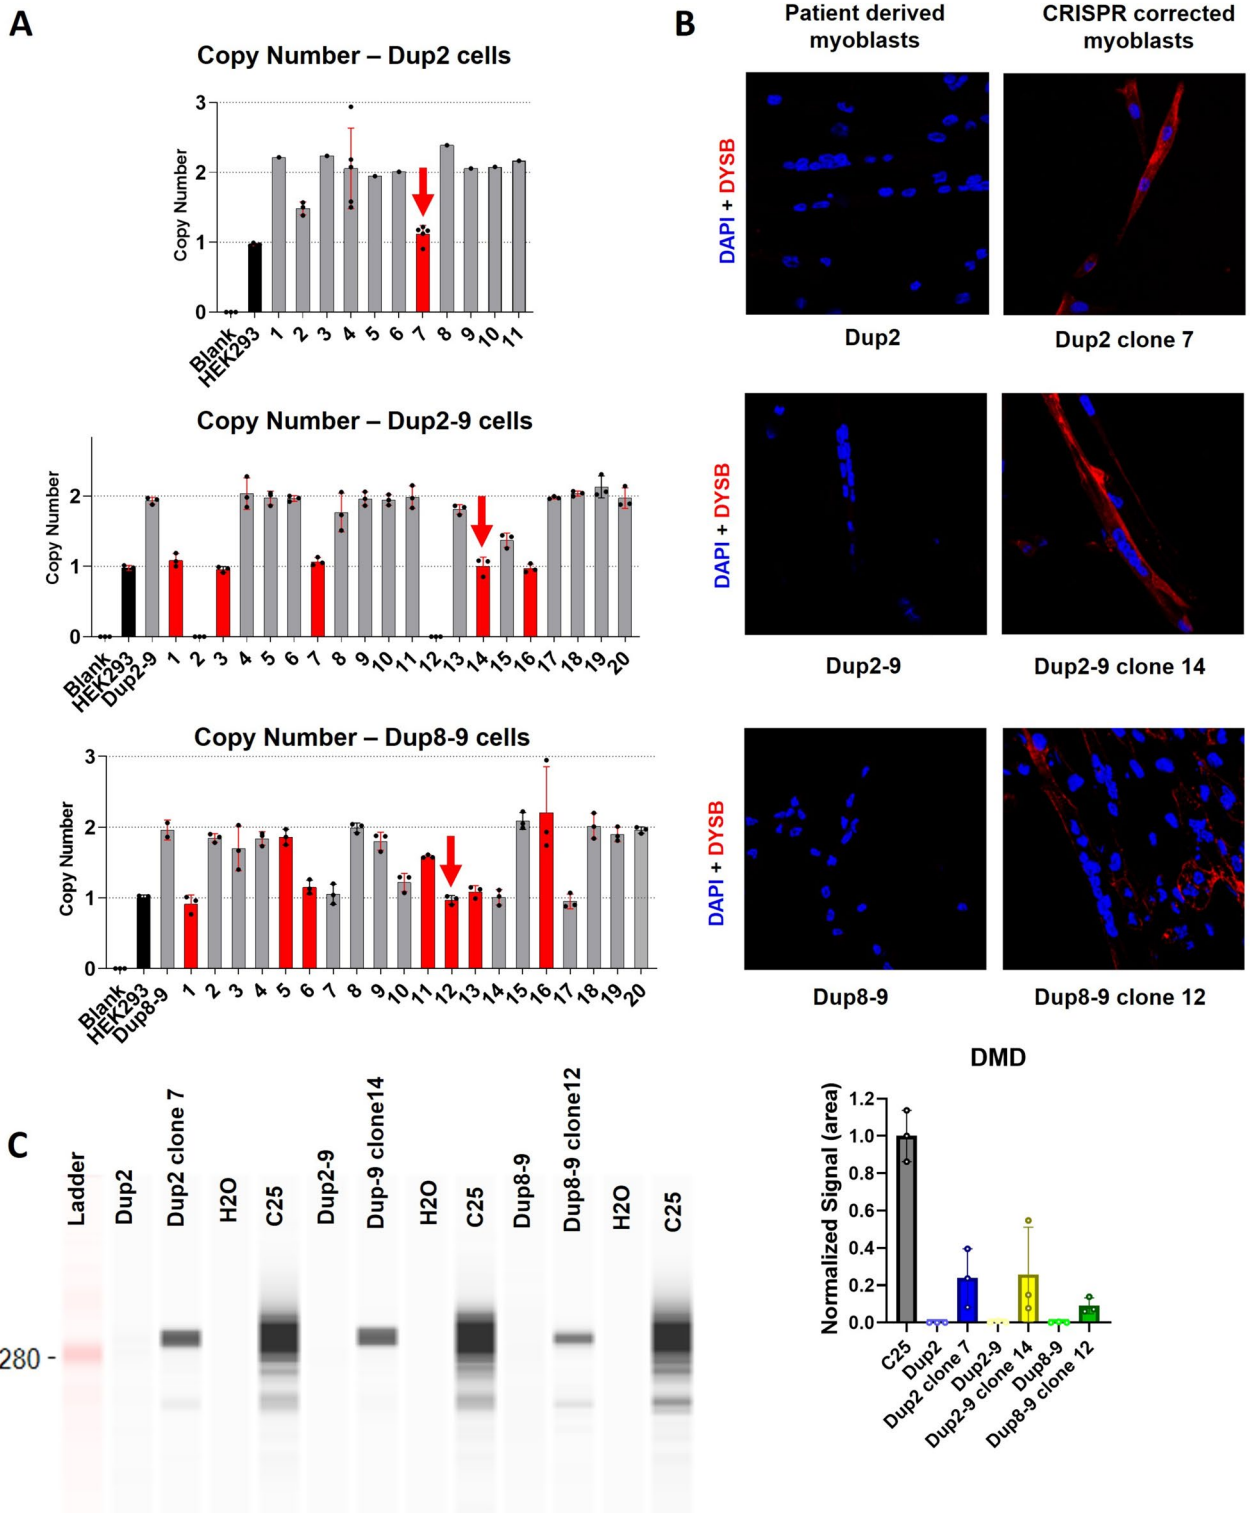 A
Copy Number – Dup2 cells
Copy Number
3
2
1
0
Blank
HEK293
1
2
3
4
5
6
7
8
9
10
11
Copy Number – Dup2-9 cells
Copy Number
2
1
0
Blank
HEK293
Dup2-9
1
2
3
4
5
6
7
8
9
10
11
12
13
14
15
16
17
18
19
20
Copy Number – Dup8-9 cells
Copy Number
3
2
1
0
Blank
HEK293
Dup8-9
1
2
3
4
5
6
7
8
9
10
11
12
13
14
15
16
17
18
19
20
B
Patient derived
myoblasts
CRISPR corrected
myoblasts
DAPI + DYSB
Dup2
Dup2 clone 7
DAPI + DYSB
Dup2-9
Dup2-9 clone 14
DAPI + DYSB
Dup8-9
Dup8-9 clone 12
C
Ladder
Dup2
Dup2 clone 7
H2O
C25
Dup2-9
Dup-9 clone14
H2O
C25
Dup8-9
Dup8-9 clone12
H2O
C25
280 -
DMD
Normalized Signal (area)
1.2
1.0
0.8
0.6
0.4
0.2
0.0
C25
Dup2
Dup2 clone 7
Dup2-9
Dup2-9 clone 14
Dup8-9
Dup8-9 clone 12